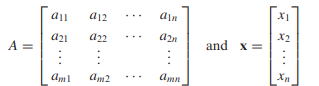 A = [ a11 a12 ⋯ a1n
a21 a22 ⋯ a2n
⋮ ⋮ ⋮
am1 am2 ⋯ amn ] and x = [ x1
x2
⋮
xn ]